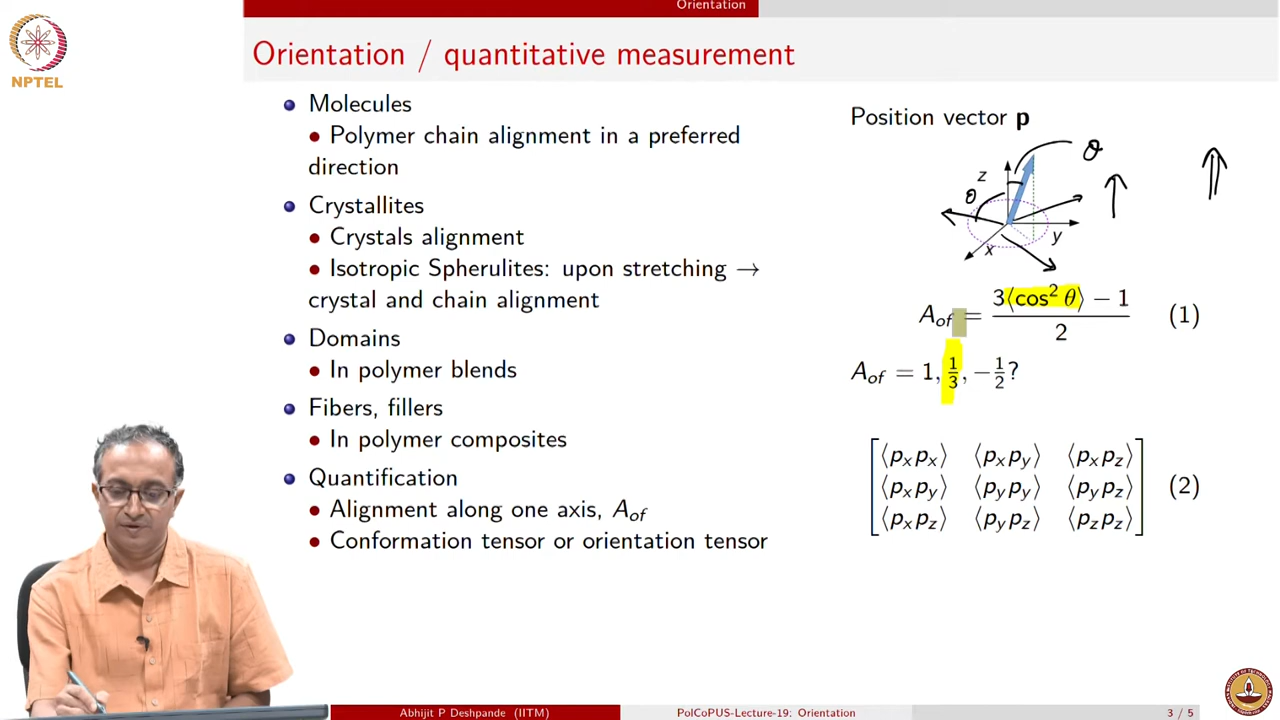 Orientation
NPTEL
Orientation / quantitative measurement
Molecules
Polymer chain alignment in a preferred
direction
Crystallites
Crystals alignment
Isotropic Spherulites: upon stretching →
crystal and chain alignment
Domains
In polymer blends
Fibers, fillers
In polymer composites
Quantification
Alignment along one axis, A_of
Conformation tensor or orientation tensor
Position vector p
θ
z
θ
y
x
A_of = (3⟨cos² θ⟩ − 1) / 2 (1)
A_of = 1, 1/3, −1/2?
⟨p_x p_x⟩ ⟨p_x p_y⟩ ⟨p_x p_z⟩
⟨p_x p_y⟩ ⟨p_y p_y⟩ ⟨p_y p_z⟩ (2)
⟨p_x p_z⟩ ⟨p_y p_z⟩ ⟨p_z p_z⟩
Abhijit P Deshpande (IITM) PolCoPUS-Lecture-19: Orientation 3 / 5